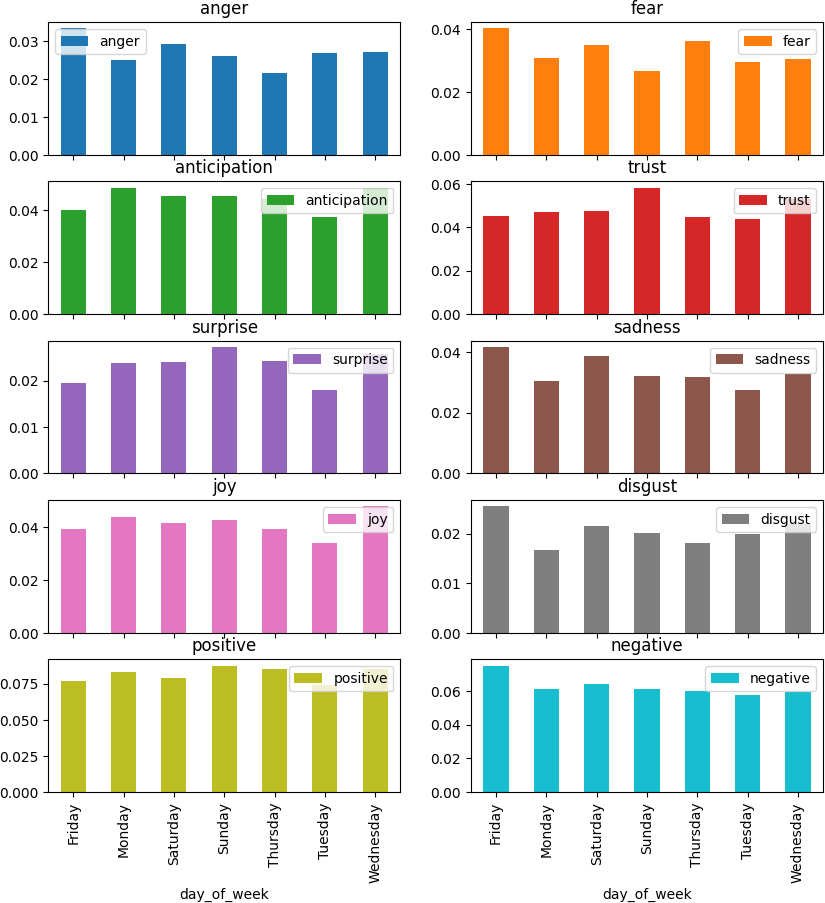 anger
0.03
0.02
0.01
0.00
anger
fear
0.04
0.02
0.00
fear
anticipation
0.04
0.02
0.00
anticipation
trust
0.06
0.04
0.02
0.00
trust
surprise
0.02
0.00
surprise
sadness
0.04
0.02
0.00
sadness
joy
0.04
0.02
0.00
joy
disgust
0.02
0.01
0.00
disgust
positive
0.075
0.050
0.025
0.000
positive
Friday
Monday
Saturday
Sunday
Thursday
Tuesday
Wednesday
day_of_week
negative
0.06
0.04
0.02
0.00
negative
Friday
Monday
Saturday
Sunday
Thursday
Tuesday
Wednesday
day_of_week